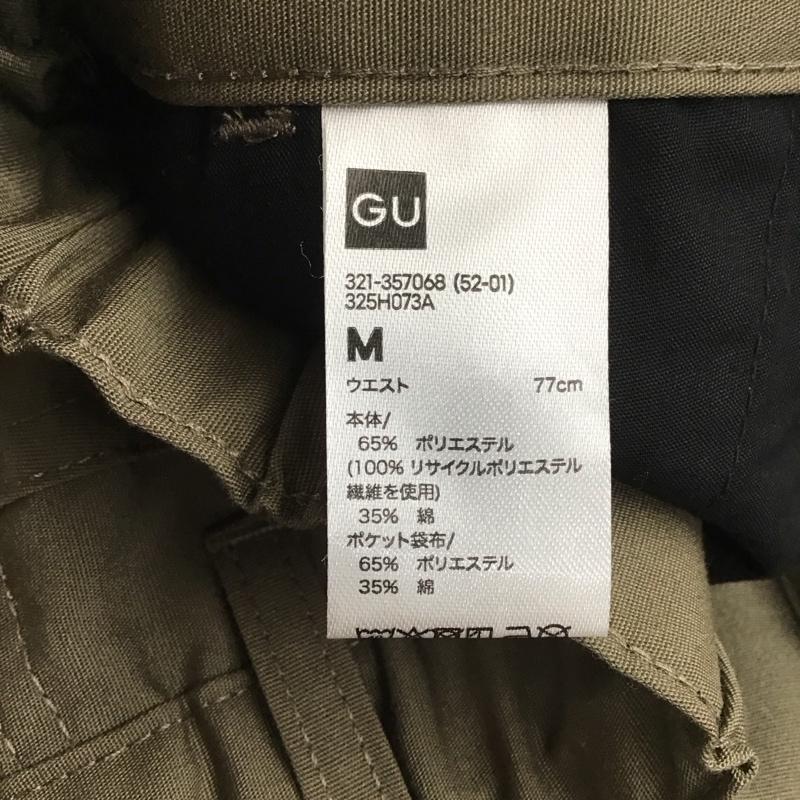 GU
321-357068 (52-01)
325H073A
M
ウエスト 77cm
本体/
65% ポリエステル
(100% リサイクルポリエステル
繊維を使用)
35% 綿
ポケット袋布/
65% ポリエステル
35% 綿